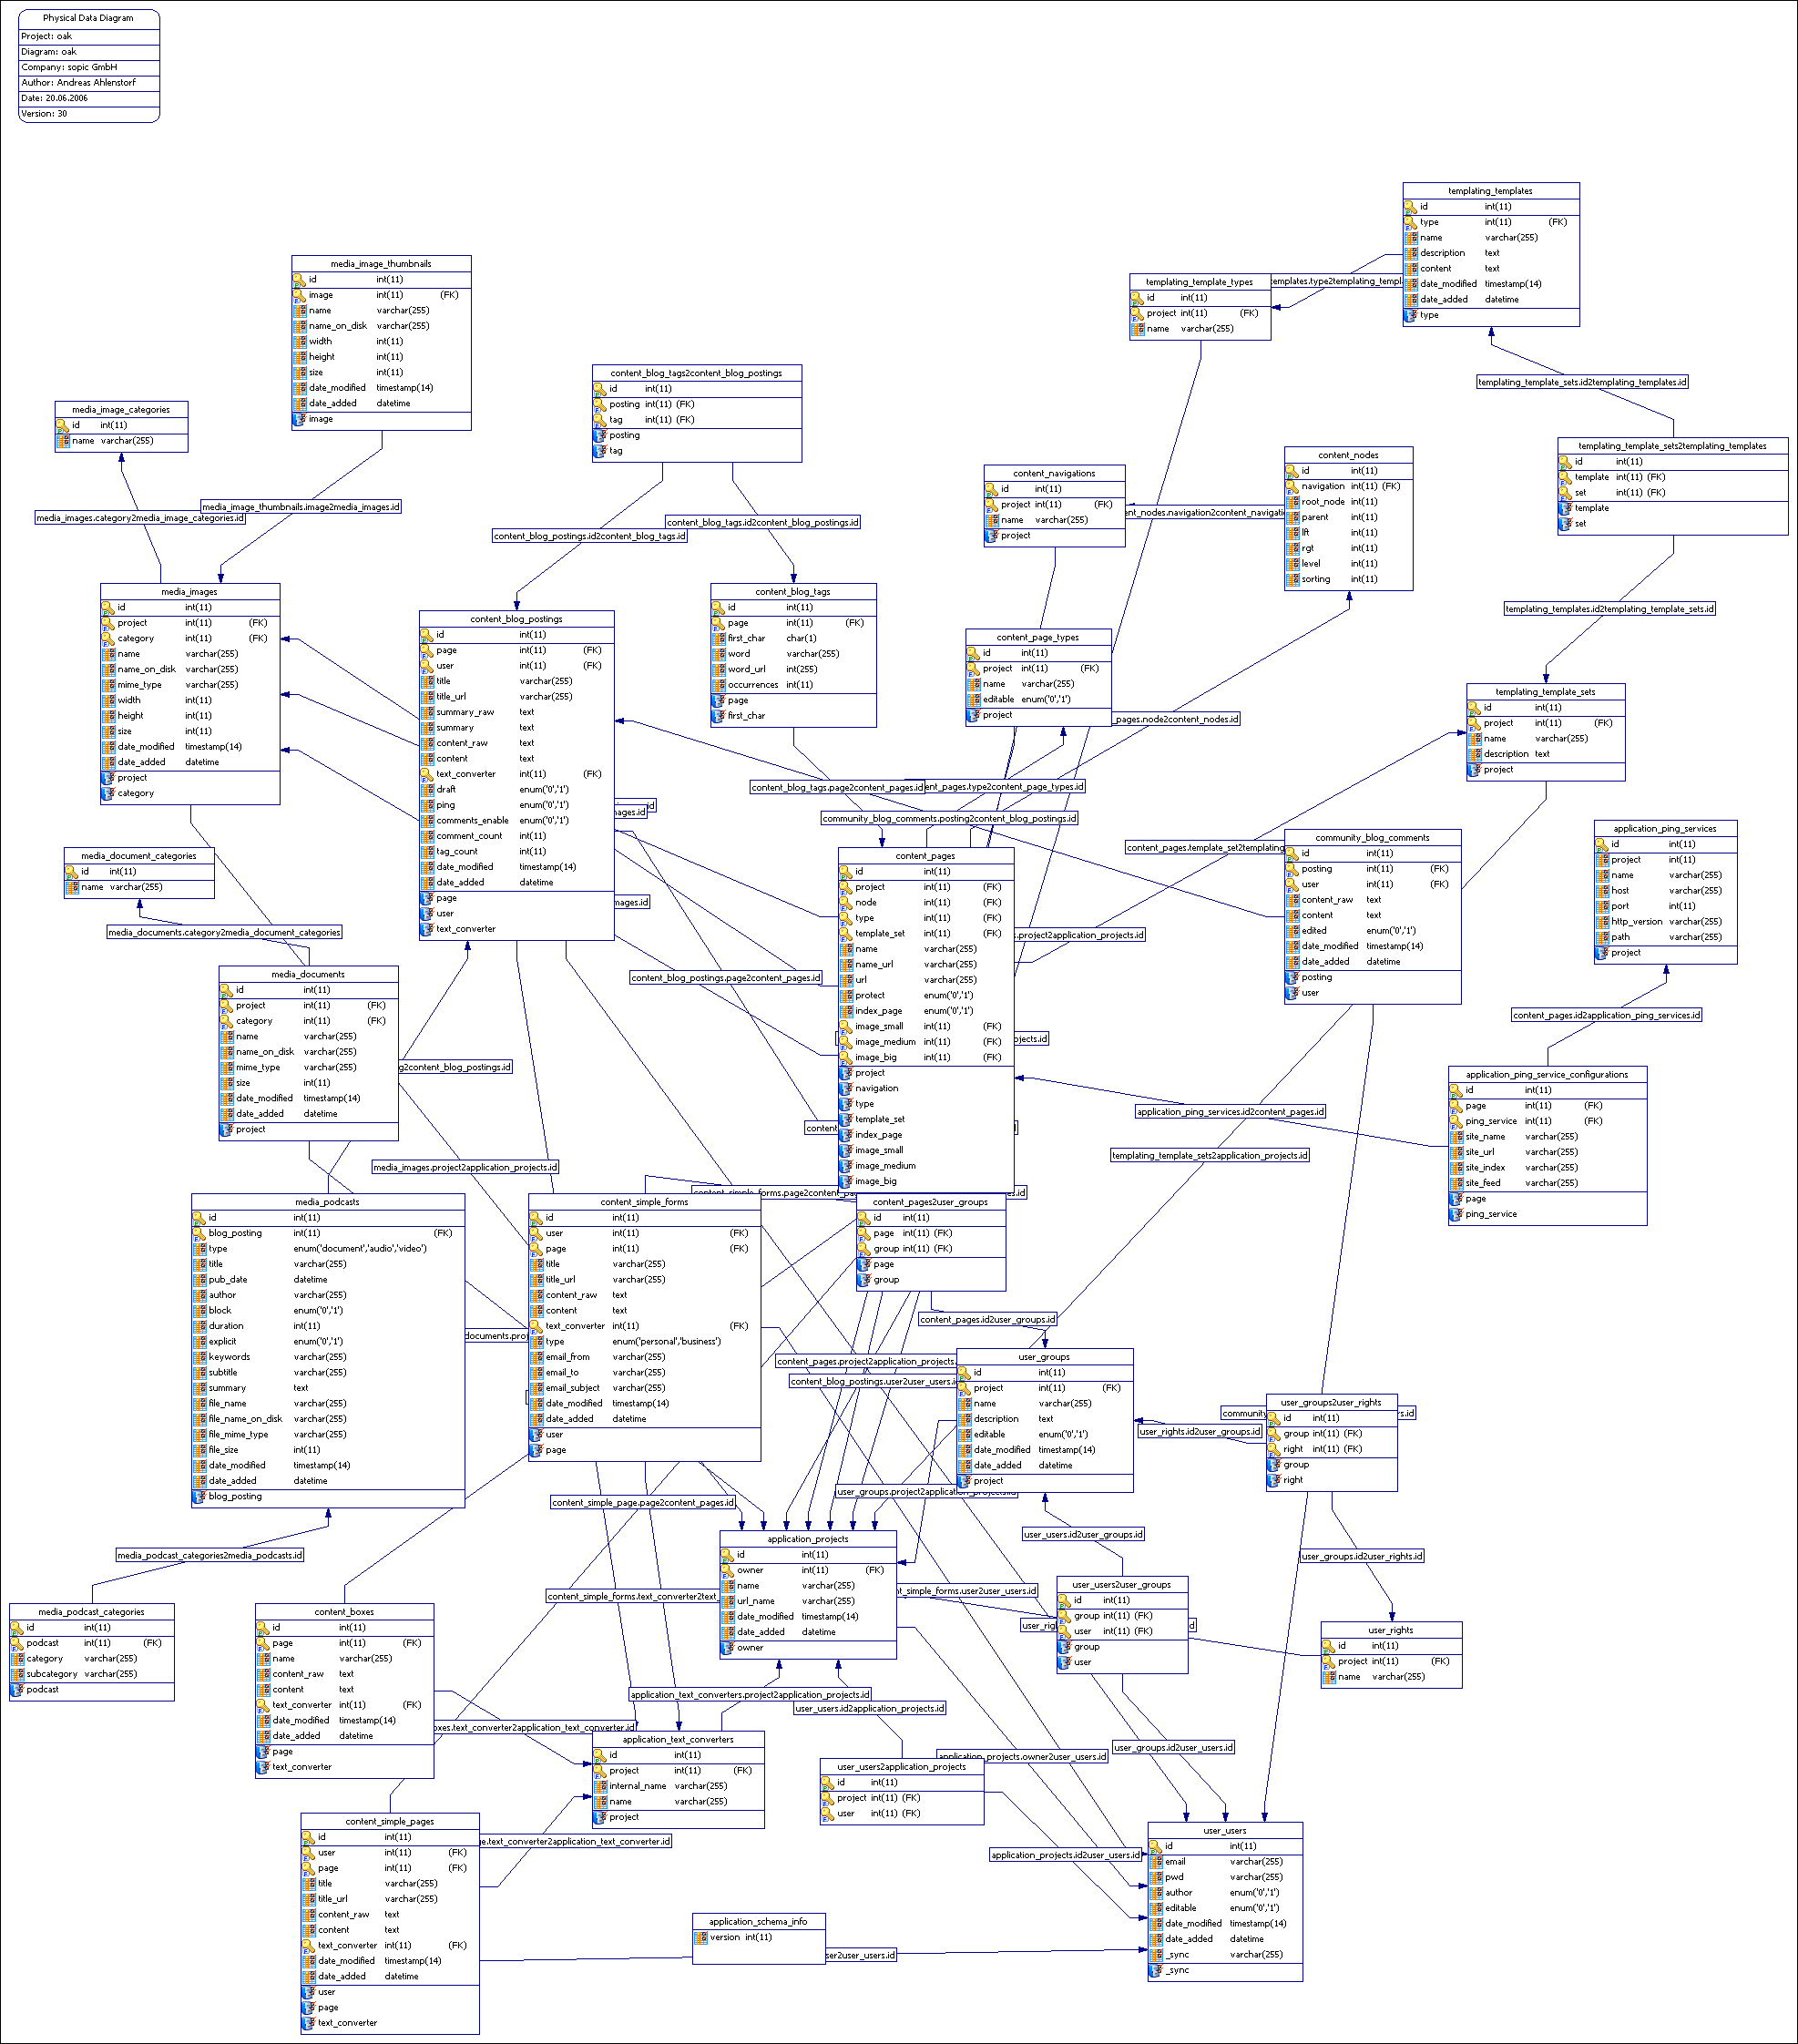 Physical Data Diagram
Project: oak
Diagram: oak
Company: sopic GmbH
Author: Andreas Ahlenstorf
Date: 20.06.2006
Version: 30
templating_templates
id int(11)
type int(11) (FK)
name varchar(255)
description text
content text
date_modified timestamp(14)
date_added datetime
type
templating_template_types
id int(11)
project int(11) (FK)
name varchar(255)
templates.type2templating_templ
media_image_thumbnails
id int(11)
image int(11) (FK)
name varchar(255)
name_on_disk varchar(255)
width int(11)
height int(11)
size int(11)
date_modified timestamp(14)
date_added datetime
image
templating_template_sets.id2templating_templates.id
content_blog_tags2content_blog_postings
id int(11)
posting int(11) (FK)
tag int(11) (FK)
posting
tag
media_image_categories
id int(11)
name varchar(255)
templating_template_sets2templating_templates
id int(11)
template int(11) (FK)
set int(11) (FK)
template
set
content_nodes
id int(11)
navigation int(11) (FK)
root_node int(11)
parent int(11)
lft int(11)
rgt int(11)
level int(11)
sorting int(11)
content_navigations
id int(11)
project int(11) (FK)
name varchar(255)
project
nt_nodes.navigation2content_navigati
media_image_thumbnails.image2media_images.id
media_images.category2media_image_categories.id
content_blog_tags.id2content_blog_postings.id
content_blog_postings.id2content_blog_tags.id
media_images
id int(11)
project int(11) (FK)
category int(11) (FK)
name varchar(255)
name_on_disk varchar(255)
mime_type varchar(255)
width int(11)
height int(11)
size int(11)
date_modified timestamp(14)
date_added datetime
project
category
content_blog_postings
id int(11)
page int(11) (FK)
user int(11) (FK)
title varchar(255)
title_url varchar(255)
summary_raw text
summary text
content_raw text
content text
text_converter int(11) (FK)
draft enum('0','1')
ping enum('0','1')
comments_enable enum('0','1')
comment_count int(11)
tag_count int(11)
date_modified timestamp(14)
date_added datetime
page
user
text_converter
content_blog_tags
id int(11)
page int(11) (FK)
first_char char(1)
word varchar(255)
word_url int(255)
occurrences int(11)
page
first_char
content_page_types
id int(11)
project int(11) (FK)
name varchar(255)
editable enum('0','1')
project
templating_templates.id2templating_template_sets.id
templating_template_sets
id int(11)
project int(11) (FK)
name varchar(255)
description text
project
_pages.node2content_nodes.id
content_blog_tags.page2content_pages.id
ent_pages.type2content_page_types.id
community_blog_comments.posting2content_blog_postings.id
id
mages.id
mages.id
content_pages.template_set2templating
media_document_categories
id int(11)
name varchar(255)
media_documents.category2media_document_categories
content_pages
id int(11)
project int(11) (FK)
node int(11) (FK)
type int(11) (FK)
template_set int(11) (FK)
name varchar(255)
name_url varchar(255)
url varchar(255)
protect enum('0','1')
index_page enum('0','1')
image_small int(11) (FK)
image_medium int(11) (FK)
image_big int(11) (FK)
project
navigation
type
template_set
index_page
image_small
image_medium
image_big
community_blog_comments
id int(11)
posting int(11) (FK)
user int(11) (FK)
content_raw text
content text
edited enum('0','1')
date_modified timestamp(14)
date_added datetime
posting
user
application_ping_services
id int(11)
project int(11)
name varchar(255)
host varchar(255)
port int(11)
http_version varchar(255)
path varchar(255)
project
.project2application_projects.id
content_blog_postings.page2content_pages.id
content_pages.id2application_ping_services.id
media_documents
id int(11)
project int(11) (FK)
category int(11) (FK)
name varchar(255)
name_on_disk varchar(255)
mime_type varchar(255)
size int(11)
date_modified timestamp(14)
date_added datetime
project
ojects.id
g2content_blog_postings.id
application_ping_service_configurations
id int(11)
page int(11) (FK)
ping_service int(11) (FK)
site_name varchar(255)
site_url varchar(255)
site_index varchar(255)
site_feed varchar(255)
page
ping_service
application_ping_services.id2content_pages.id
cont
templating_template_sets2application_projects.id
media_images.project2application_projects.id
content_simple_forms.page2content_pa
es.id
media_podcasts
id int(11)
blog_posting int(11) (FK)
type enum('document','audio','video')
title varchar(255)
pub_date datetime
author varchar(255)
block enum('0','1')
duration int(11)
explicit enum('0','1')
keywords varchar(255)
subtitle varchar(255)
summary text
file_name varchar(255)
file_name_on_disk varchar(255)
file_mime_type varchar(255)
file_size int(11)
date_modified timestamp(14)
date_added datetime
blog_posting
content_simple_forms
id int(11)
user int(11) (FK)
page int(11) (FK)
title varchar(255)
title_url varchar(255)
content_raw text
content text
text_converter int(11) (FK)
type enum('personal','business')
email_from varchar(255)
email_to varchar(255)
email_subject varchar(255)
date_modified timestamp(14)
date_added datetime
user
page
content_pages2user_groups
id int(11)
page int(11) (FK)
group int(11) (FK)
page
group
documents.proj
content_pages.id2user_groups.id
content_pages.project2application_projects.
content_blog_postings.user2user_users.i
user_groups
id int(11)
project int(11) (FK)
name varchar(255)
description text
editable enum('0','1')
date_modified timestamp(14)
date_added datetime
project
community
rs.id
user_rights.id2user_groups.id
user_groups2user_rights
id int(11)
group int(11) (FK)
right int(11) (FK)
group
right
user_groups.project2application_projects.id
content_simple_page.page2content_pages.id
user_users.id2user_groups.id
user_groups.id2user_rights.id
media_podcast_categories2media_podcasts.id
application_projects
id int(11)
owner int(11) (FK)
name varchar(255)
url_name varchar(255)
date_modified timestamp(14)
date_added datetime
owner
content_simple_forms.text_converter2text_
nt_simple_forms.user2user_users.id
user_users2user_groups
id int(11)
group int(11) (FK)
user int(11) (FK)
group
user
user_rig
id
user_rights
id int(11)
project int(11) (FK)
name varchar(255)
media_podcast_categories
id int(11)
podcast int(11) (FK)
category varchar(255)
subcategory varchar(255)
podcast
content_boxes
id int(11)
page int(11) (FK)
name varchar(255)
content_raw text
content text
text_converter int(11) (FK)
date_modified timestamp(14)
date_added datetime
page
text_converter
application_text_converters.project2application_projects.id
user_users.id2application_projects.id
oxes.text_converter2application_text_converter.id
application_text_converters
id int(11)
project int(11) (FK)
internal_name varchar(255)
name varchar(255)
project
application_projects.owner2user_users.id
user_groups.id2user_users.id
user_users2application_projects
id int(11)
project int(11) (FK)
user int(11) (FK)
content_simple_pages
id int(11)
user int(11) (FK)
page int(11) (FK)
title varchar(255)
title_url varchar(255)
content_raw text
content text
text_converter int(11) (FK)
date_modified timestamp(14)
date_added datetime
user
page
text_converter
ge.text_converter2application_text_converter.id
application_projects.id2user_users.id
user_users
id int(11)
email varchar(255)
pwd varchar(255)
author enum('0','1')
editable enum('0','1')
date_modified timestamp(14)
date_added datetime
_sync varchar(255)
_sync
application_schema_info
version int(11)
ser2user_users.id